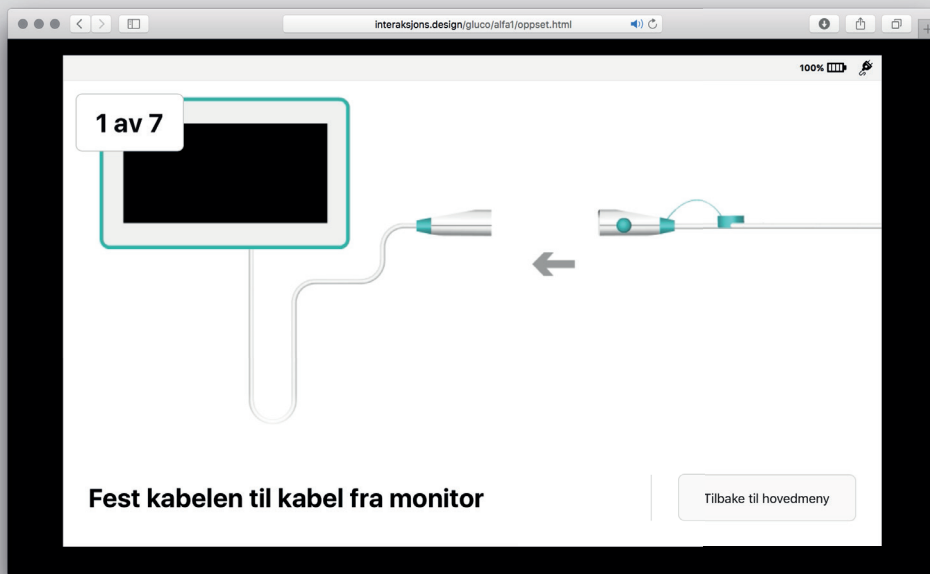 interaksjons.design/gluco/alfa1/oppset.html
100%
1 av 7
Fest kabelen til kabel fra monitor
Tilbake til hovedmeny